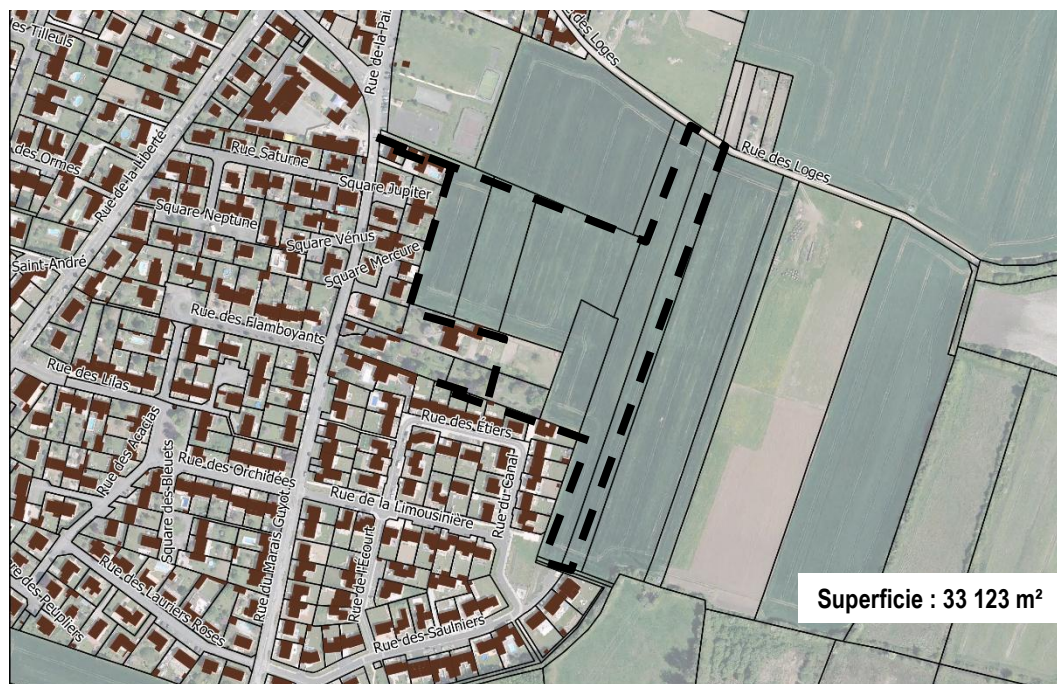 es Tilleuls
Rue de-la-Paix
des Loges
Rue-de-la-Liberté
des Ormes
Rue Saturne
Square Jupiter
Rue des Loges
Square Neptune
Square Vénus
Square Mercure
Saint-André
Rue des Flamboyants
Rue des Lilas
Rue des Étiers
Rue des Acacias
Square des Bleuets
Rue des Orchidées
Rue de la Limousinière
Rue du Canal
Rue du Marais Guyot
Rue de l'Écourt
Rue des Lauriers Roses
re des Peupliers
Rue des Saulniers
Superficie : 33 123 m²